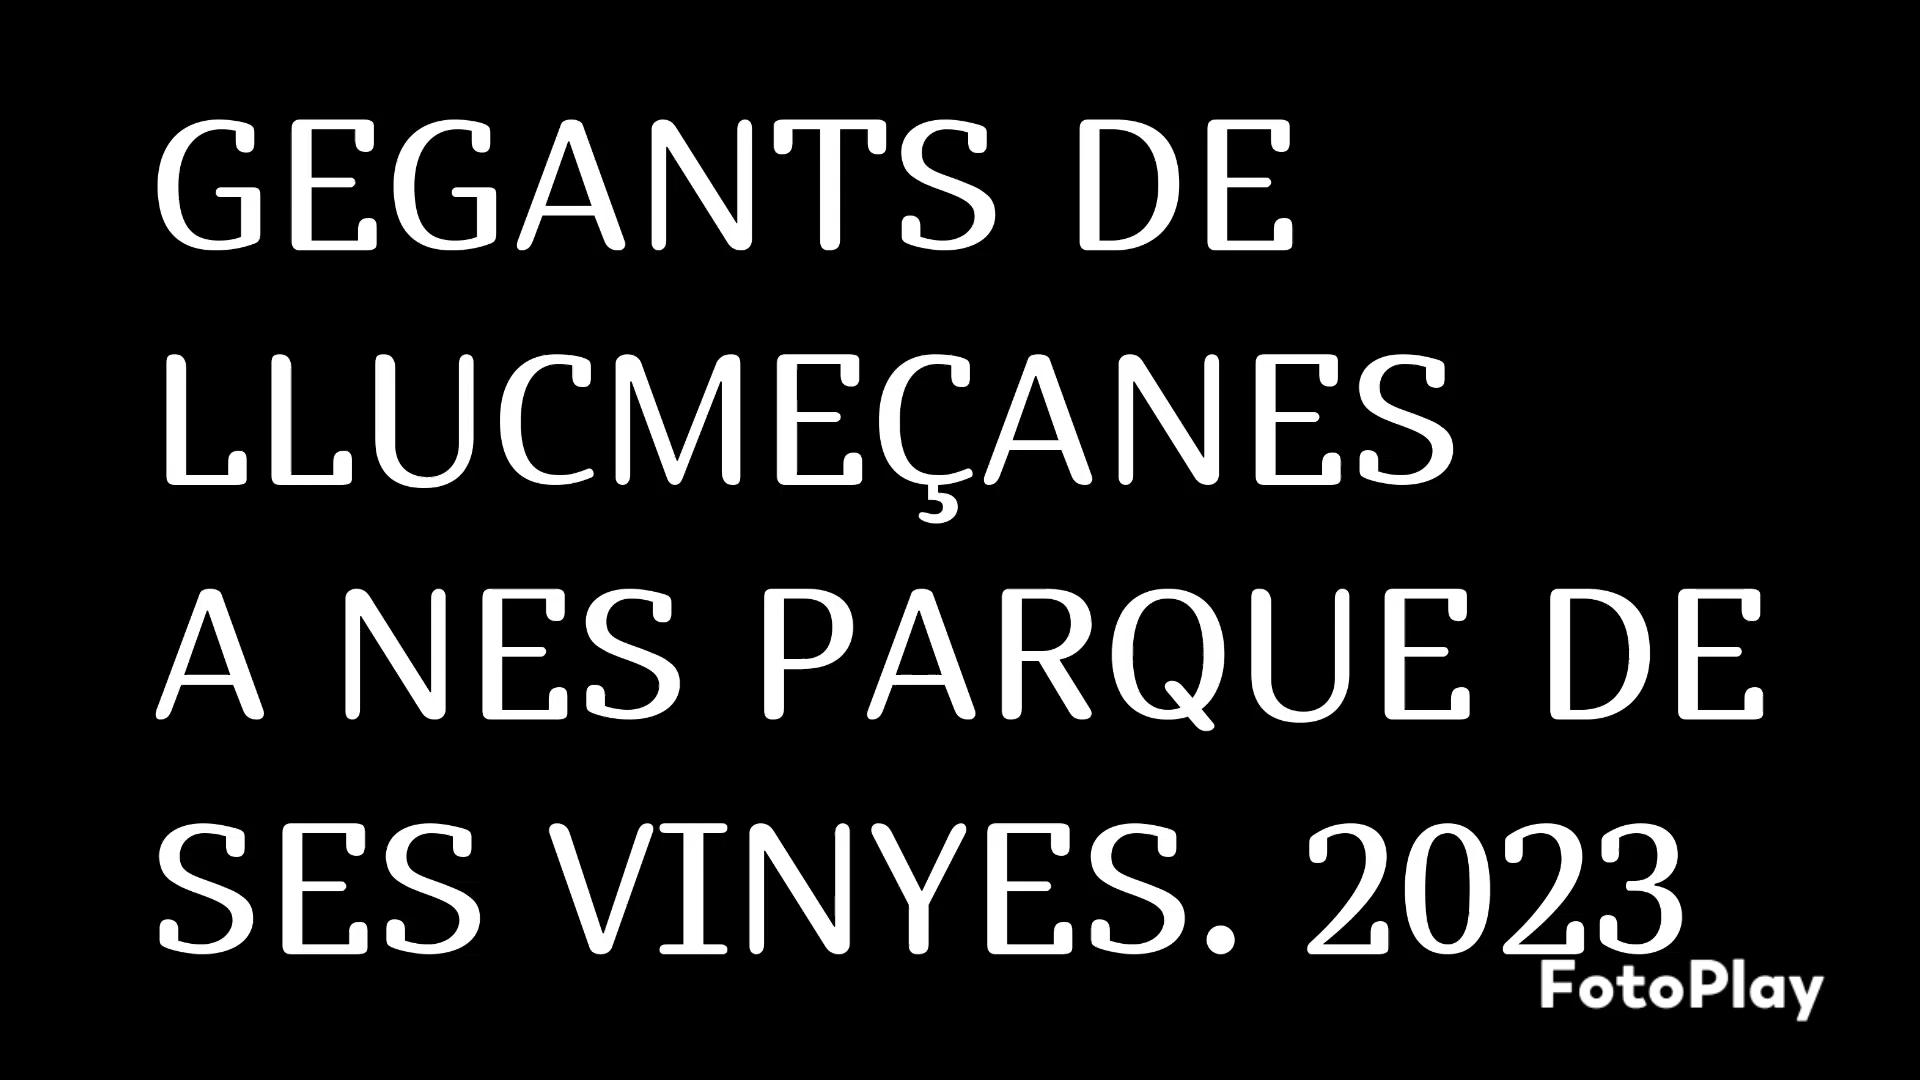 GEGANTS DE
LLUCMEÇANES
A NES PARQUE DE
SES VINYES. 2023
FotoPlay